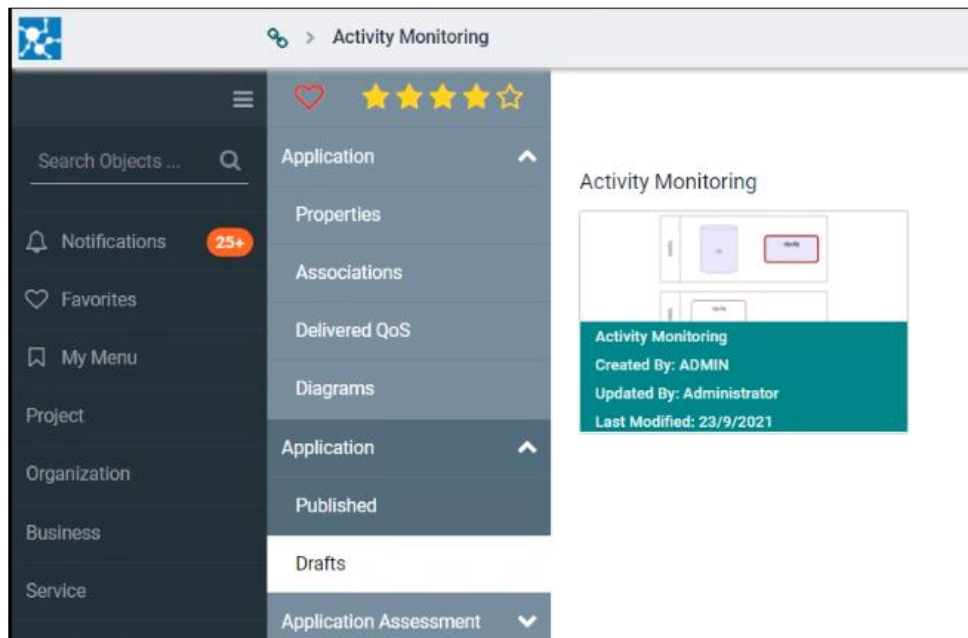 Activity Monitoring
Search Objects ...
Notifications
25+
Favorites
My Menu
Project
Organization
Business
Service
Application
Properties
Associations
Delivered QoS
Diagrams
Application
Published
Drafts
Application Assessment
Activity Monitoring
Activity Monitoring
Created By: ADMIN
Updated By: Administrator
Last Modified: 23/9/2021